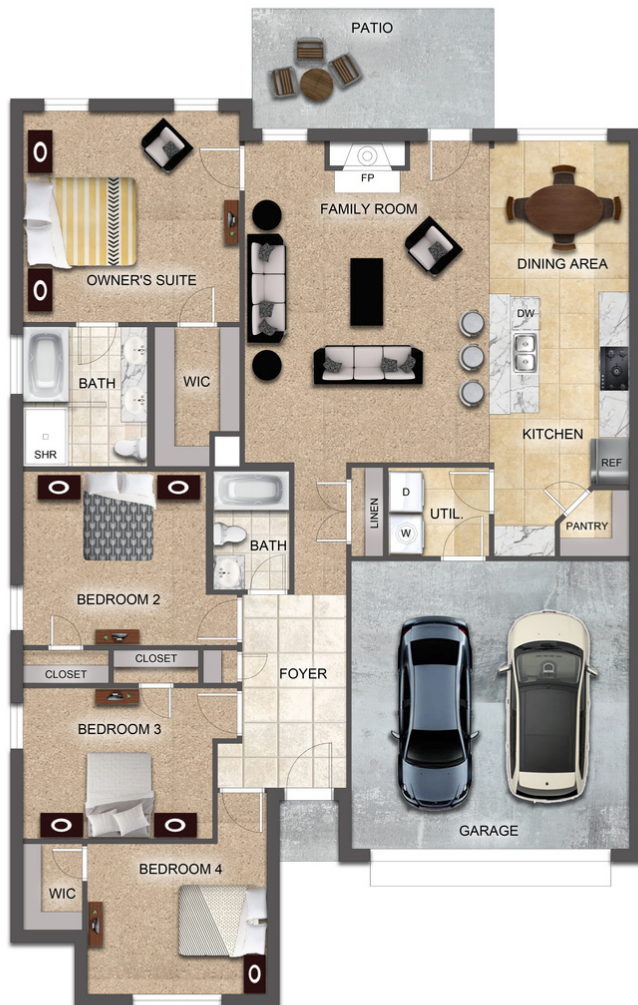 PATIO
FP
FAMILY ROOM
OWNER'S SUITE
DINING AREA
DW
BATH
WIC
SHR
KITCHEN
REF
LINEN
D
W
UTIL.
PANTRY
BATH
BEDROOM 2
CLOSET
CLOSET
FOYER
BEDROOM 3
GARAGE
BEDROOM 4
WIC